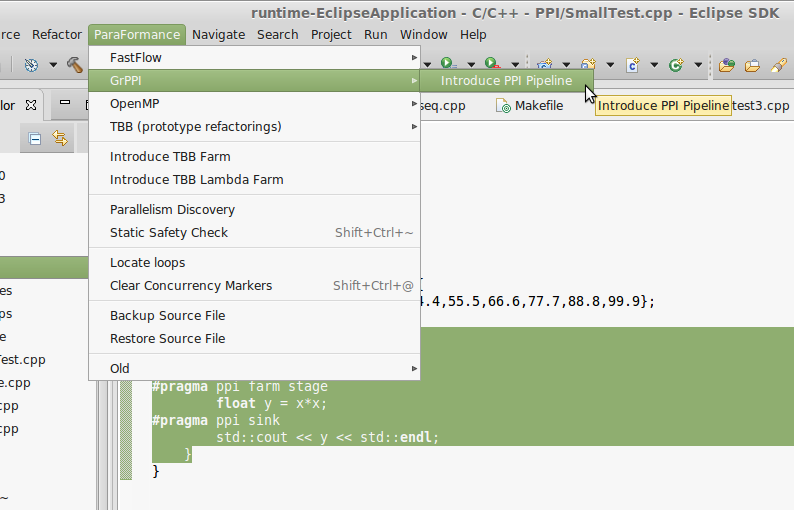 runtime-EclipseApplication - C/C++ - PPI/SmallTest.cpp - Eclipse SDK
rce Refactor ParaFormance Navigate Search Project Run Window Help
FastFlow
GrPPI
Introduce PPI Pipeline
lor
seq.cpp
Makefile
Introduce PPI Pipeline
test3.cpp
OpenMP
TBB (prototype refactorings)
Introduce TBB Farm
Introduce TBB Lambda Farm
Parallelism Discovery
Static Safety Check Shift+Ctrl+~
Locate loops
Clear Concurrency Markers Shift+Ctrl+@
Backup Source File
Restore Source File
Old
0
3
es
ps
e
Test.cpp
e.cpp
cpp
cpp
~
{
.4,55.5,66.6,77.7,88.8,99.9};
#pragma ppi farm stage
float y = x*x;
#pragma ppi sink
std::cout << y << std::endl;
}
}